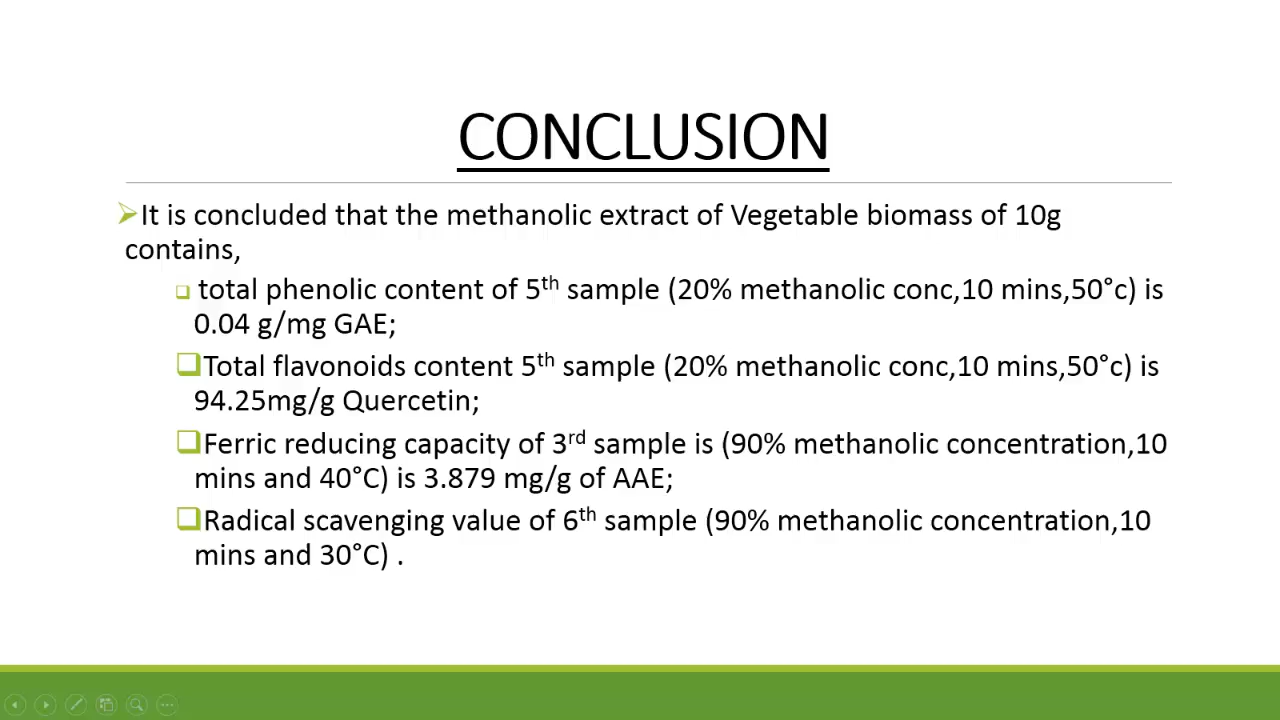 CONCLUSION
It is concluded that the methanolic extract of Vegetable biomass of 10g
contains,
total phenolic content of 5th sample (20% methanolic conc,10 mins,50°c) is
0.04 g/mg GAE;
Total flavonoids content 5th sample (20% methanolic conc,10 mins,50°c) is
94.25mg/g Quercetin;
Ferric reducing capacity of 3rd sample is (90% methanolic concentration,10
mins and 40°C) is 3.879 mg/g of AAE;
Radical scavenging value of 6th sample (90% methanolic concentration,10
mins and 30°C) .